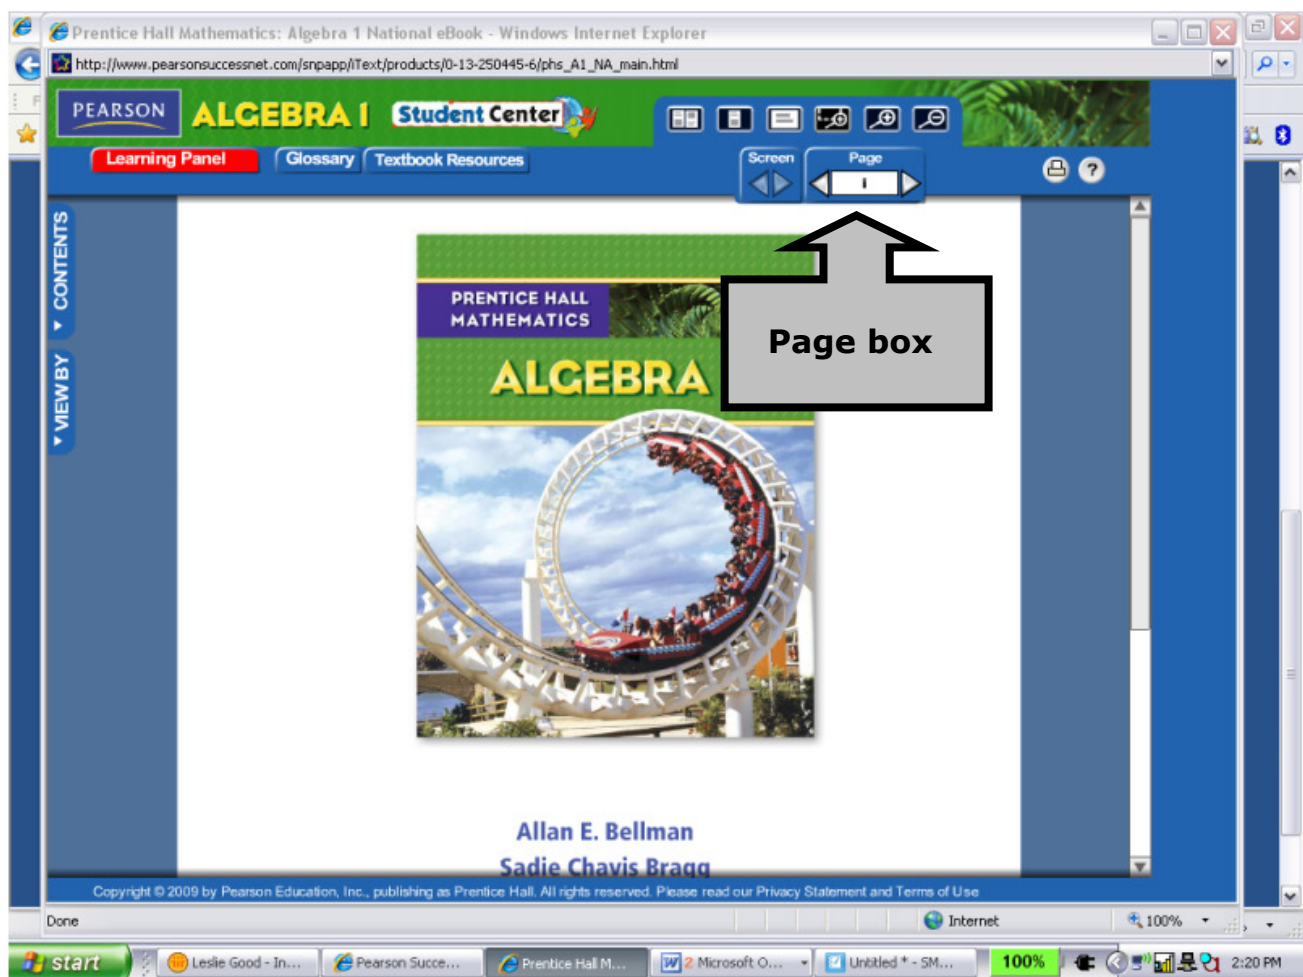 Prentice Hall Mathematics: Algebra 1 National eBook - Windows Internet Explorer
http://www.pearsonsuccessnet.com/snpapp/iText/products/0-13-250445-6/phs_A1_NA_main.html
PEARSON
ALGEBRA 1
Student Center
Learning Panel
Glossary
Textbook Resources
Screen
Page
i
?
CONTENTS
VIEW BY
PRENTICE HALL
MATHEMATICS
ALGEBRA
Page box
Allan E. Bellman
Sadie Chavis Bragg
Copyright © 2009 by Pearson Education, Inc., publishing as Prentice Hall. All rights reserved. Please read our Privacy Statement and Terms of Use
Done
Internet
100%
start
Leslie Good - In...
Pearson Succe...
Prentice Hall M...
2 Microsoft O...
Untitled * - SM...
100%
2:20 PM